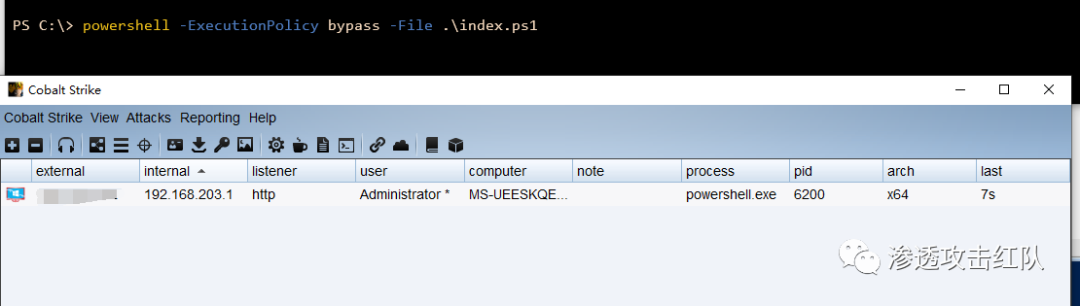 PS C:\> powershell -ExecutionPolicy bypass -File .\index.ps1
Cobalt Strike
Cobalt Strike View Attacks Reporting Help
external internal listener user computer note process pid arch last
192.168.203.1 http Administrator * MS-UEESKQE... powershell.exe 6200 x64 7s
渗透攻击红队